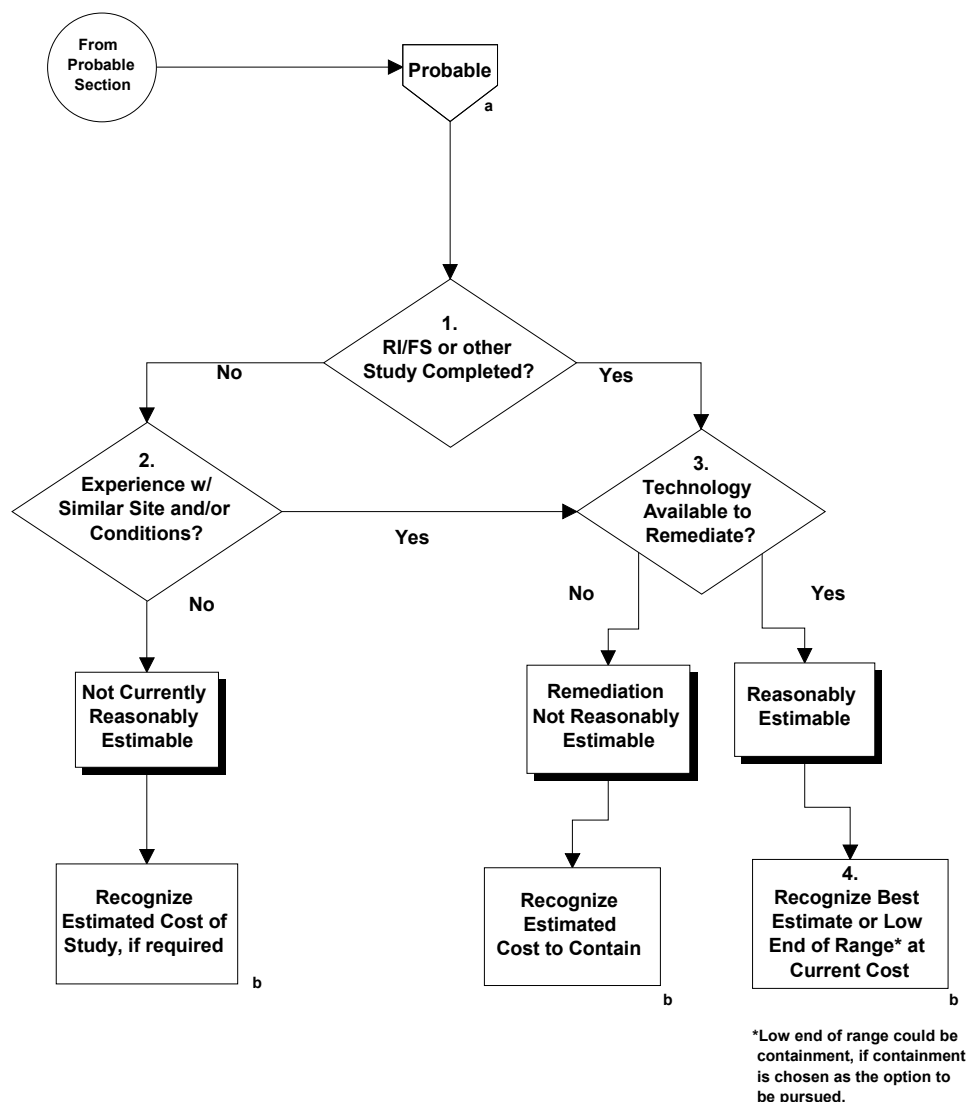 From
Probable
Section
Probable
a
1.
RI/FS or other
Study Completed?
No
Yes
2.
Experience w/
Similar Site and/or
Conditions?
Yes
3.
Technology
Available to
Remediate?
No
No
Yes
Not Currently
Reasonably
Estimable
Remediation
Not Reasonably
Estimable
Reasonably
Estimable
Recognize
Estimated Cost of
Study, if required
b
Recognize
Estimated
Cost to Contain
b
4.
Recognize Best
Estimate or Low
End of Range* at
Current Cost
b
*Low end of range could be
containment, if containment
is chosen as the option to
be pursued.